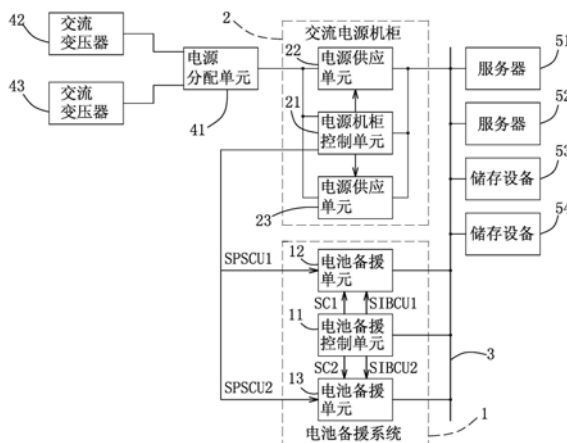 42
交流
变压器
43
交流
变压器
电源
分配单元
41
2
交流电源机柜
22
电源供应
单元
21
电源机柜
控制单元
电源供应
单元
23
51
服务器
52
服务器
53
储存设备
54
储存设备
SPSCU1
12
电池备援
单元
SC1
SIBCU1
11
电池备援
控制单元
SC2
SIBCU2
SPSCU2
13
电池备援
单元
3
电池备援系统
1